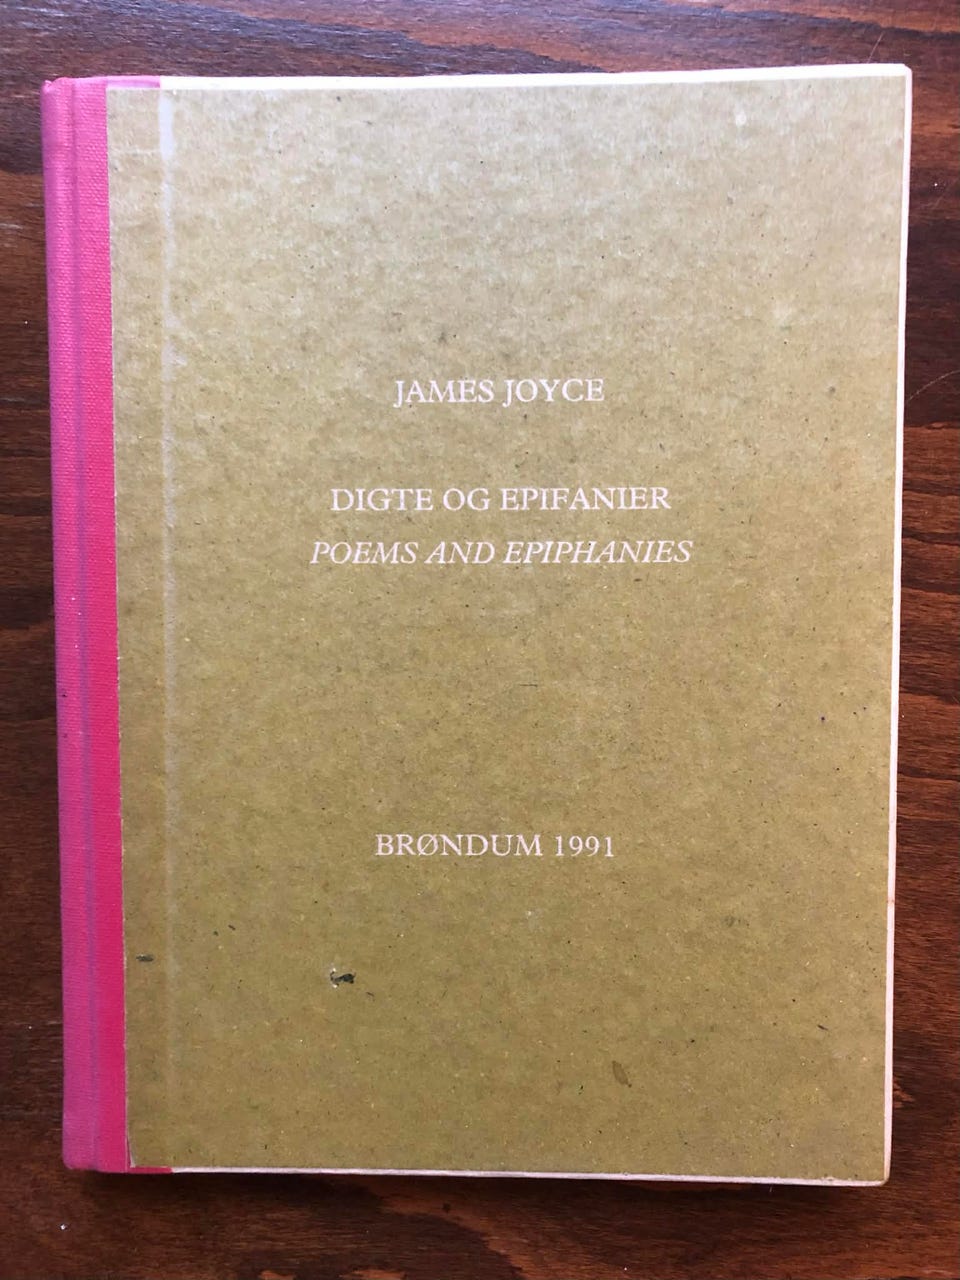 JAMES JOYCE
DIGTE OG EPIFANIER
POEMS AND EPIPHANIES
BRØNDUM 1991